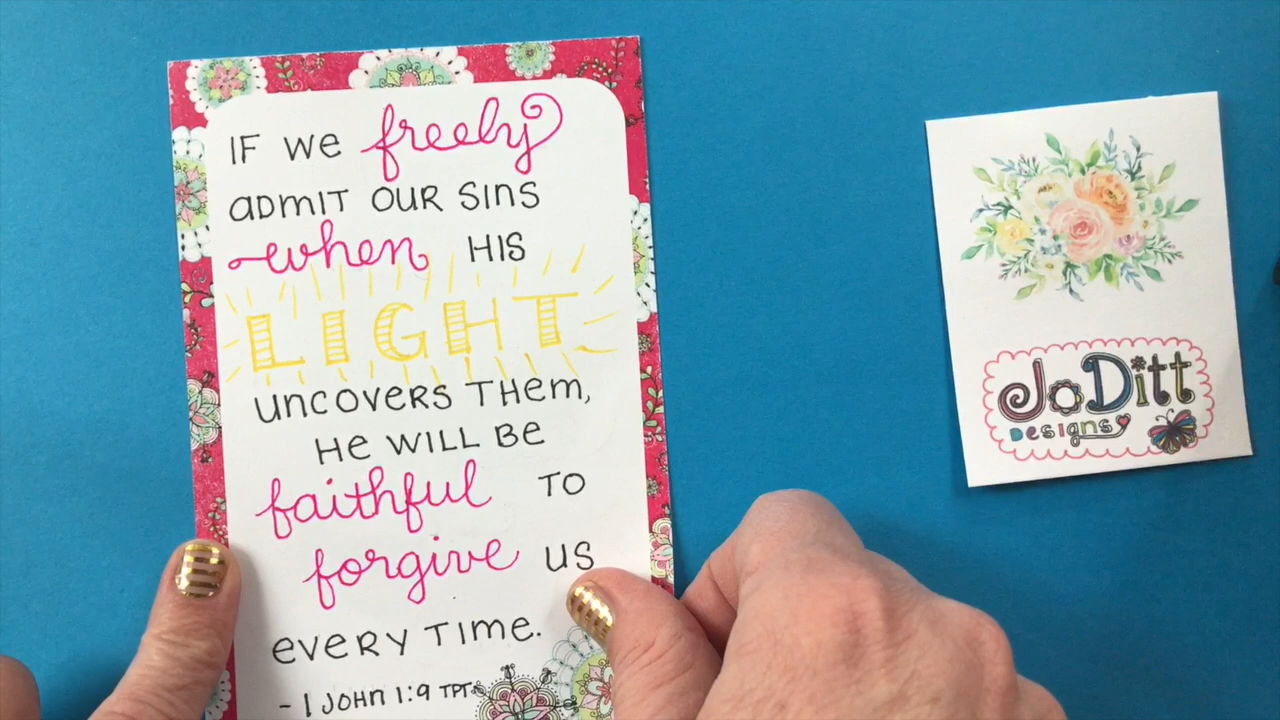 IF we freely
aDmIT OUR SINS
when HIS
LIGHT
uncovers THem,
He WILL Be
faithful TO
forgive US
eveRY TIme.
- 1 JOHN 1:9 TPT
JoDitt
Designs